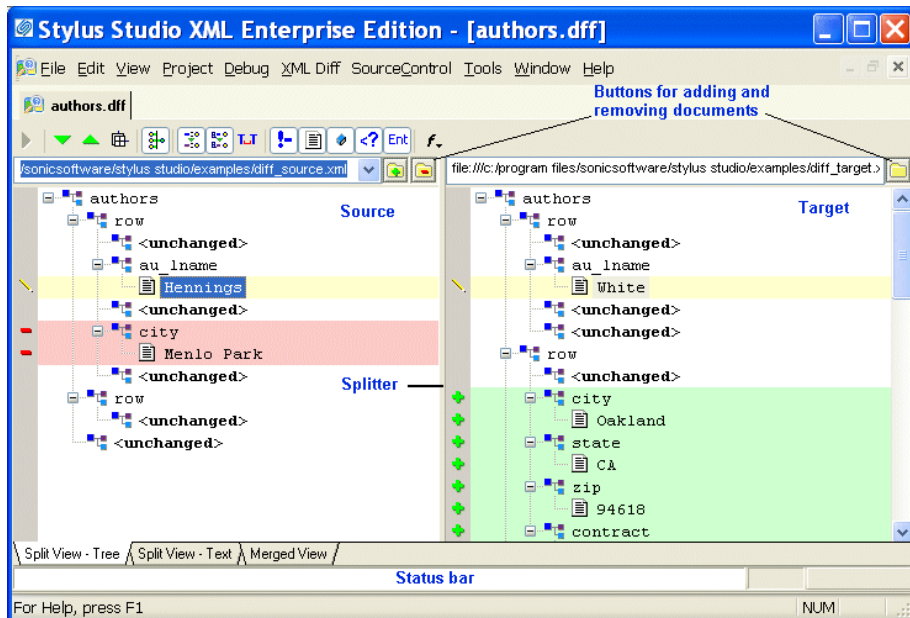 Stylus Studio XML Enterprise Edition - [authors.dff]
File Edit View Project Debug XML Diff SourceControl Tools Window Help
Buttons for adding and
removing documents
authors.dff
!- <? Ent f.
/sonicsoftware/stylus studio/examples/diff_source.xml
file:///c:/program files/sonicsoftware/stylus studio/examples/diff_target.x
Source
authors
row
<unchanged>
au_lname
Hennings
<unchanged>
city
Menlo Park
<unchanged>
row
<unchanged>
<unchanged>
Splitter
Target
authors
row
<unchanged>
au_lname
White
<unchanged>
<unchanged>
row
<unchanged>
city
Oakland
state
CA
zip
94618
contract
Split View - Tree Split View - Text Merged View
Status bar
For Help, press F1
NUM